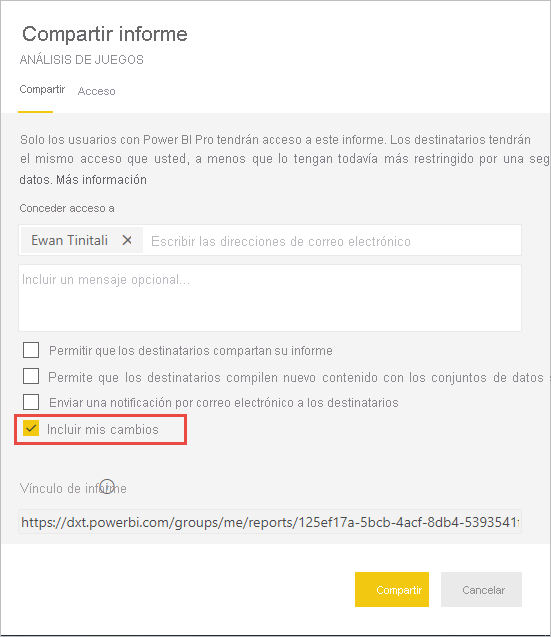 Compartir informe
ANÁLISIS DE JUEGOS
Compartir Acceso
Solo los usuarios con Power BI Pro tendrán acceso a este informe. Los destinatarios tendrán
el mismo acceso que usted, a menos que lo tengan todavía más restringido por una seg
datos. Más información
Conceder acceso a
Ewan Tinitali Escribir las direcciones de correo electrónico
Incluir un mensaje opcional...
Permitir que los destinatarios compartan su informe
Permite que los destinatarios compilen nuevo contenido con los conjuntos de datos s
Enviar una notificación por correo electrónico a los destinatarios
Incluir mis cambios
Vínculo de informe
https://dxt.powerbi.com/groups/me/reports/125ef17a-5bcb-4acf-8db4-5393541f
Compartir Cancelar